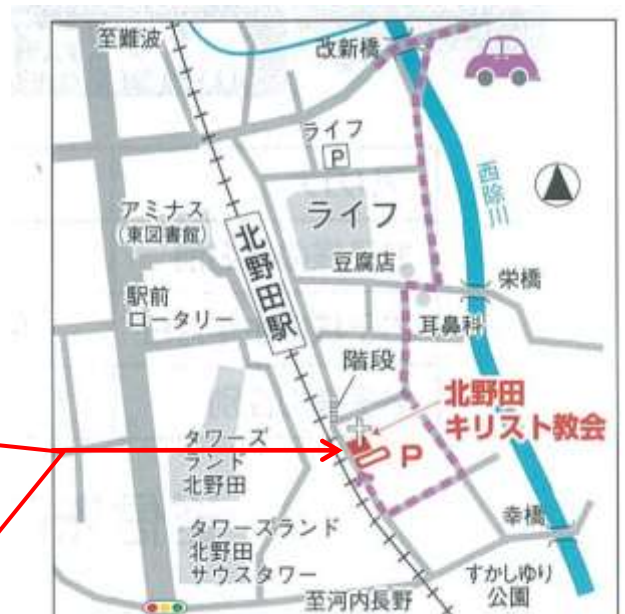 至難波
改新橋
ライフ
P
西除川
アミナス
(東図書館)
ライフ
北野田駅
豆腐店
栄橋
駅前
ロータリー
耳鼻科
階段
北野田
キリスト教会
P
タワーズ
ランド
北野田
幸橋
タワーズランド
北野田
サウスタワー
すかしゆり
公園
至河内長野